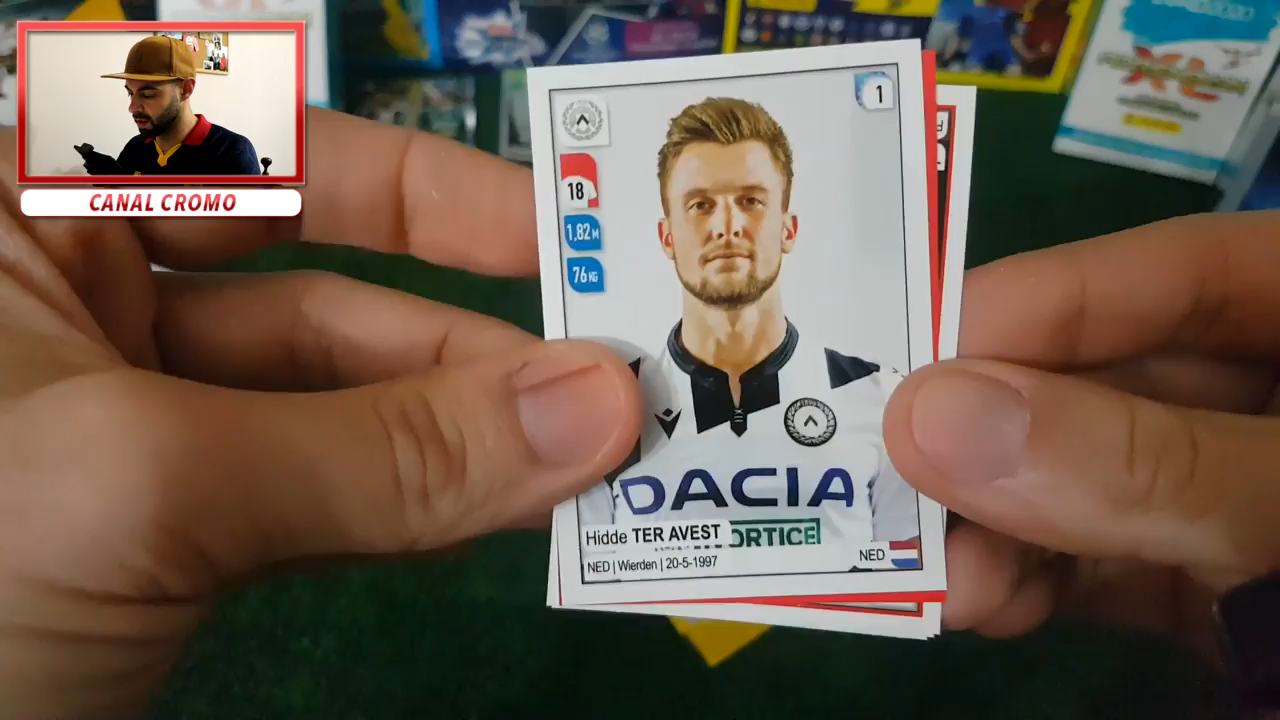 CANAL CROMO
1
18
1,82 M
76 KG
DACIA
Hidde TER AVEST
ORTICE
NED | Wierden | 20-5-1997
NED
XL